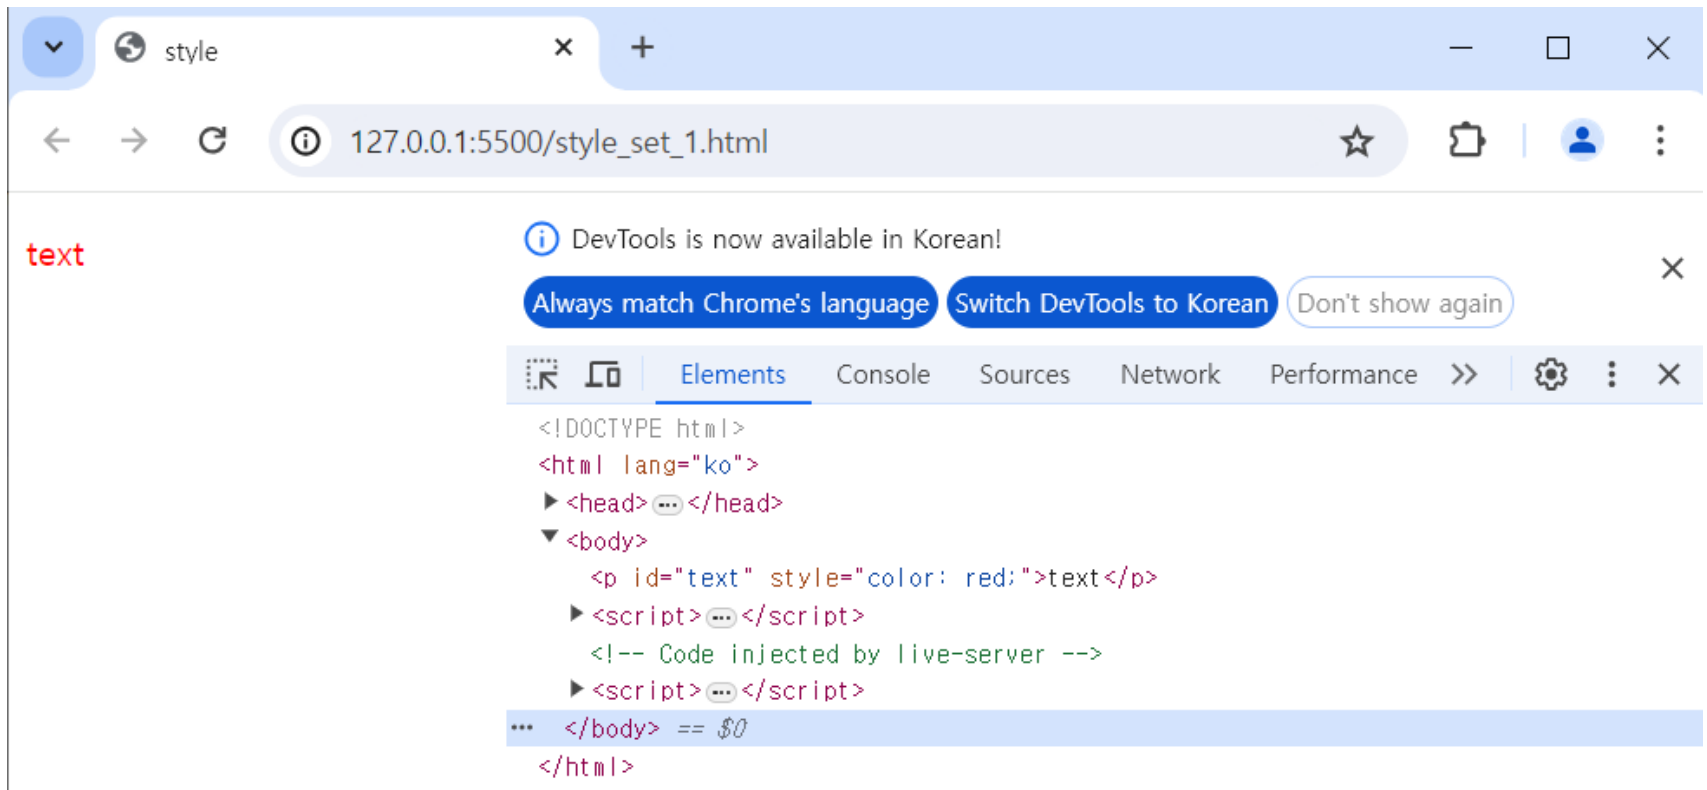 style
127.0.0.1:5500/style_set_1.html
text
DevTools is now available in Korean!
Always match Chrome's language Switch DevTools to Korean Don't show again
Elements Console Sources Network Performance
<!DOCTYPE html>
<html lang="ko">
<head>…</head>
<body>
<p id="text" style="color: red;">text</p>
<script>…</script>
<!-- Code injected by live-server -->
<script>…</script>
</body> == $0
</html>